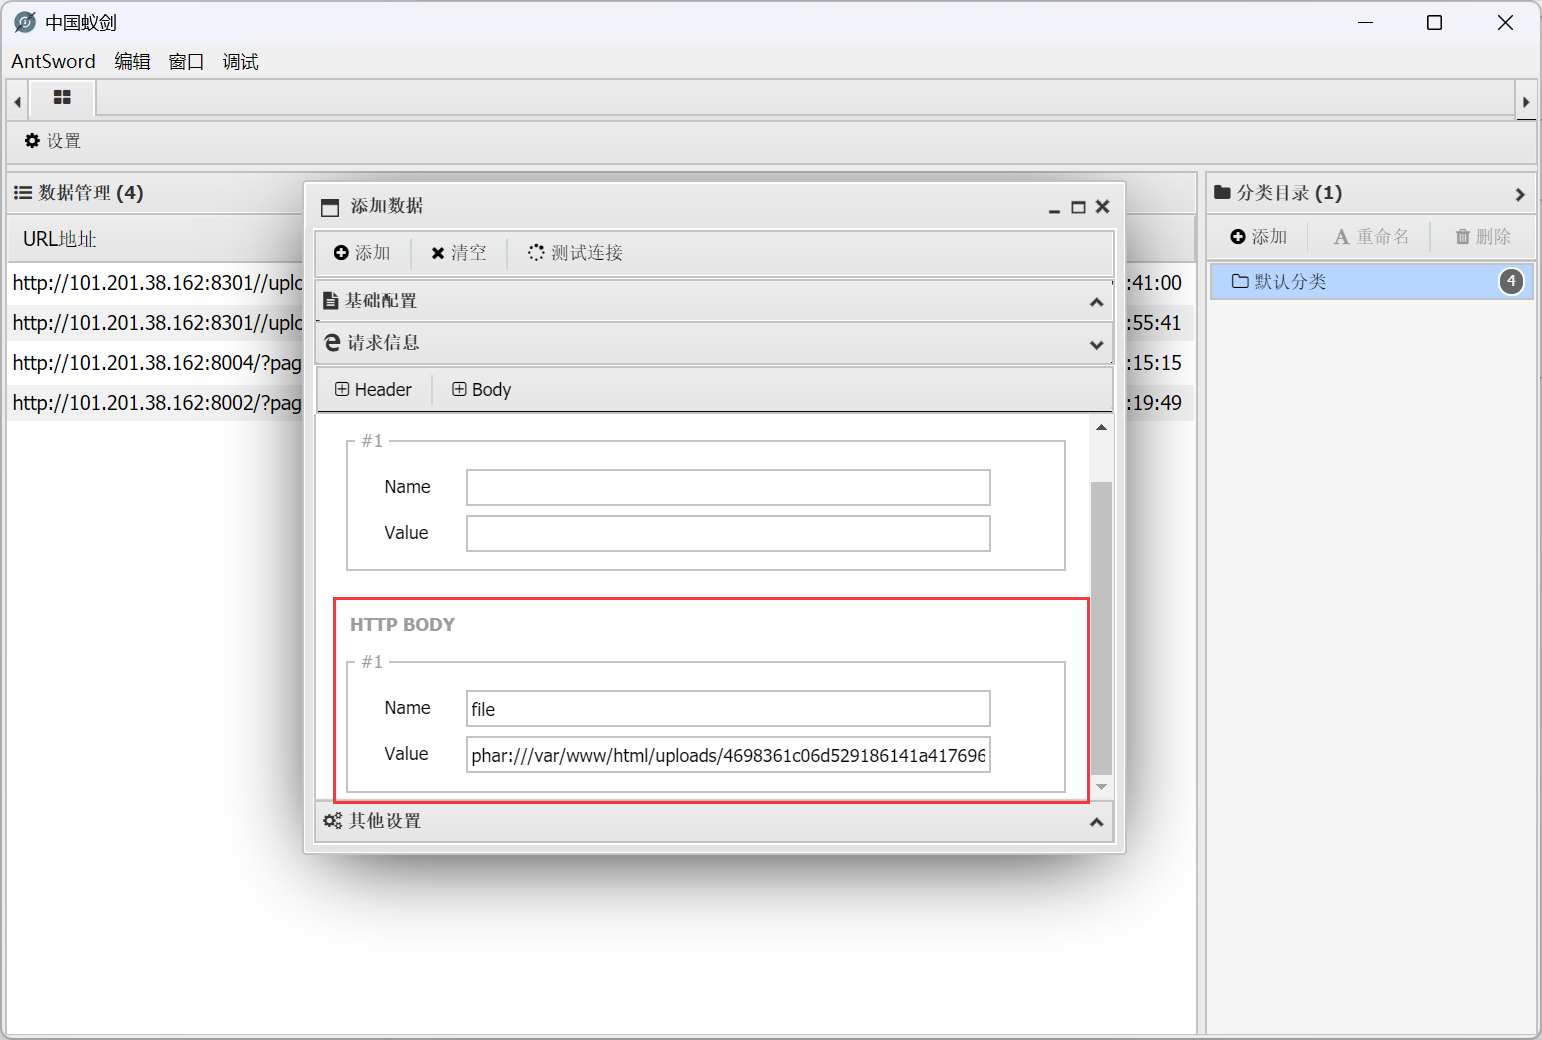 中国蚁剑
AntSword 编辑 窗口 调试
设置
数据管理 (4)
URL地址
http://101.201.38.162:8301//uplo
:41:00
http://101.201.38.162:8301//uplo
:55:41
http://101.201.38.162:8004/?pag
:15:15
http://101.201.38.162:8002/?pag
:19:49
添加数据
添加 清空 测试连接
基础配置
请求信息
Header Body
#1
Name
Value
HTTP BODY
#1
Name file
Value phar:///var/www/html/uploads/4698361c06d529186141a417696
其他设置
分类目录 (1)
添加 重命名 删除
默认分类 4